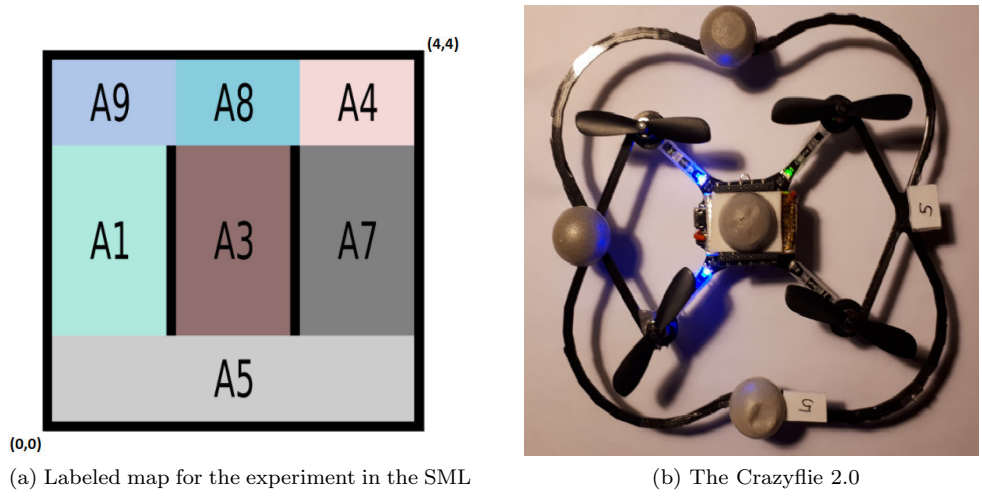 (4,4)
A9 A8 A4
A1 A3 A7
A5
(0,0)
5
5
(a) Labeled map for the experiment in the SML
(b) The Crazyflie 2.0